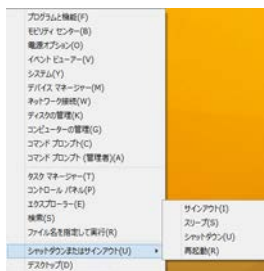 プログラムと機能(F)
モビリティ センター(B)
電源オプション(O)
イベント ビューアー(V)
システム(Y)
デバイス マネージャー(M)
ネットワーク接続(W)
ディスクの管理(K)
コンピューターの管理(G)
コマンド プロンプト(C)
コマンド プロンプト (管理者)(A)
タスク マネージャー(T)
コントロール パネル(P)
エクスプローラー(E)
検索(S)
ファイル名を指定して実行(R)
シャットダウンまたはサインアウト(U)
デスクトップ(D)
サインアウト(I)
スリープ(S)
シャットダウン(U)
再起動(R)